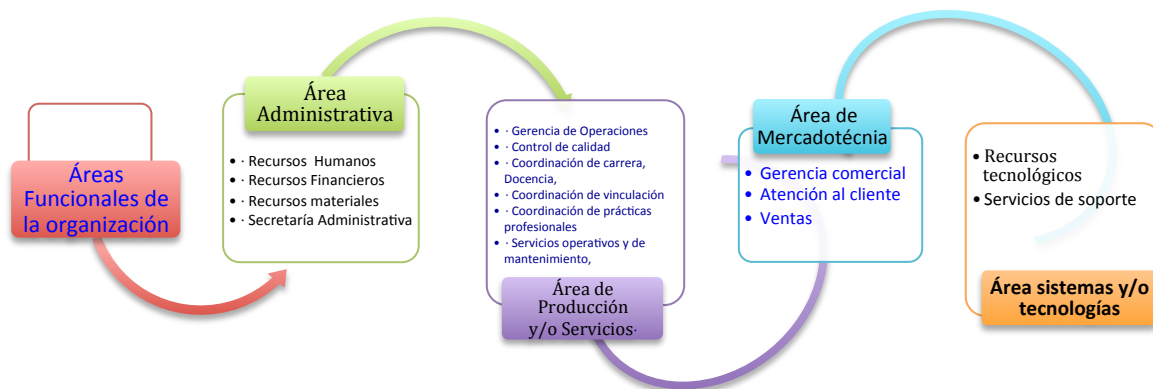 Áreas
Funcionales de
la organización
Área
Administrativa
• · Recursos Humanos
• · Recursos Financieros
• · Recursos materiales
• · Secretaría Administrativa
• · Gerencia de Operaciones
• · Control de calidad
• · Coordinación de carrera,
Docencia,
• · Coordinación de vinculación
• · Coordinación de prácticas
profesionales
• · Servicios operativos y de
mantenimiento,
Área de
Producción
y/o Servicios·
Área de
Mercadotécnia
• Gerencia comercial
• Atención al cliente
• Ventas
• Recursos
tecnológicos
• Servicios de soporte
Área sistemas y/o
tecnologías